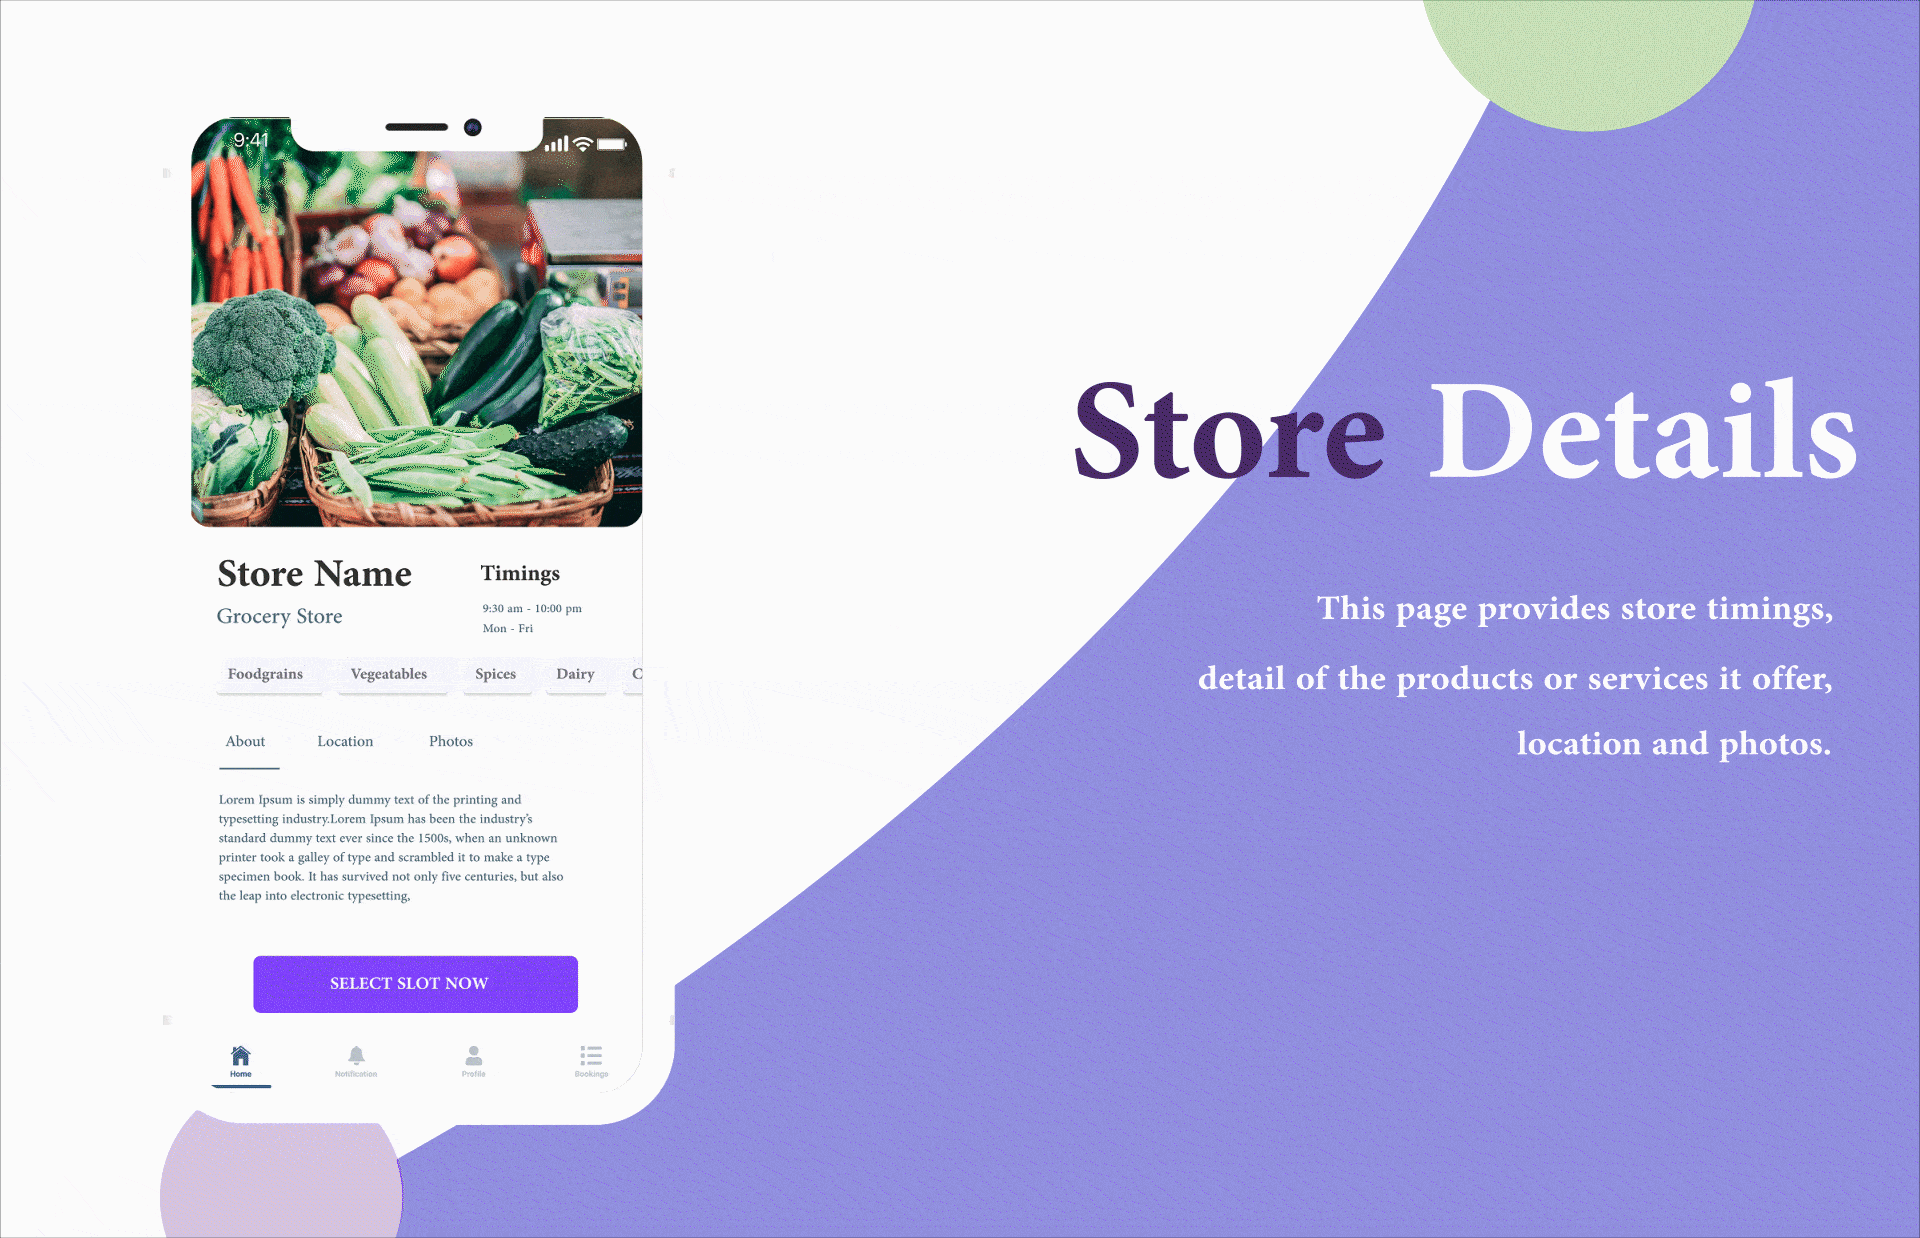 9:41
Store Name
Grocery Store
Timings
9:30 am - 10:00 pm
Mon - Fri
Foodgrains Vegeatables Spices Dairy C
About Location Photos
Lorem Ipsum is simply dummy text of the printing and
typesetting industry.Lorem Ipsum has been the industry's
standard dummy text ever since the 1500s, when an unknown
printer took a galley of type and scrambled it to make a type
specimen book. It has survived not only five centuries, but also
the leap into electronic typesetting,
SELECT SLOT NOW
Home Notification Profile Bookings
Store Details
This page provides store timings,
detail of the products or services it offer,
location and photos.